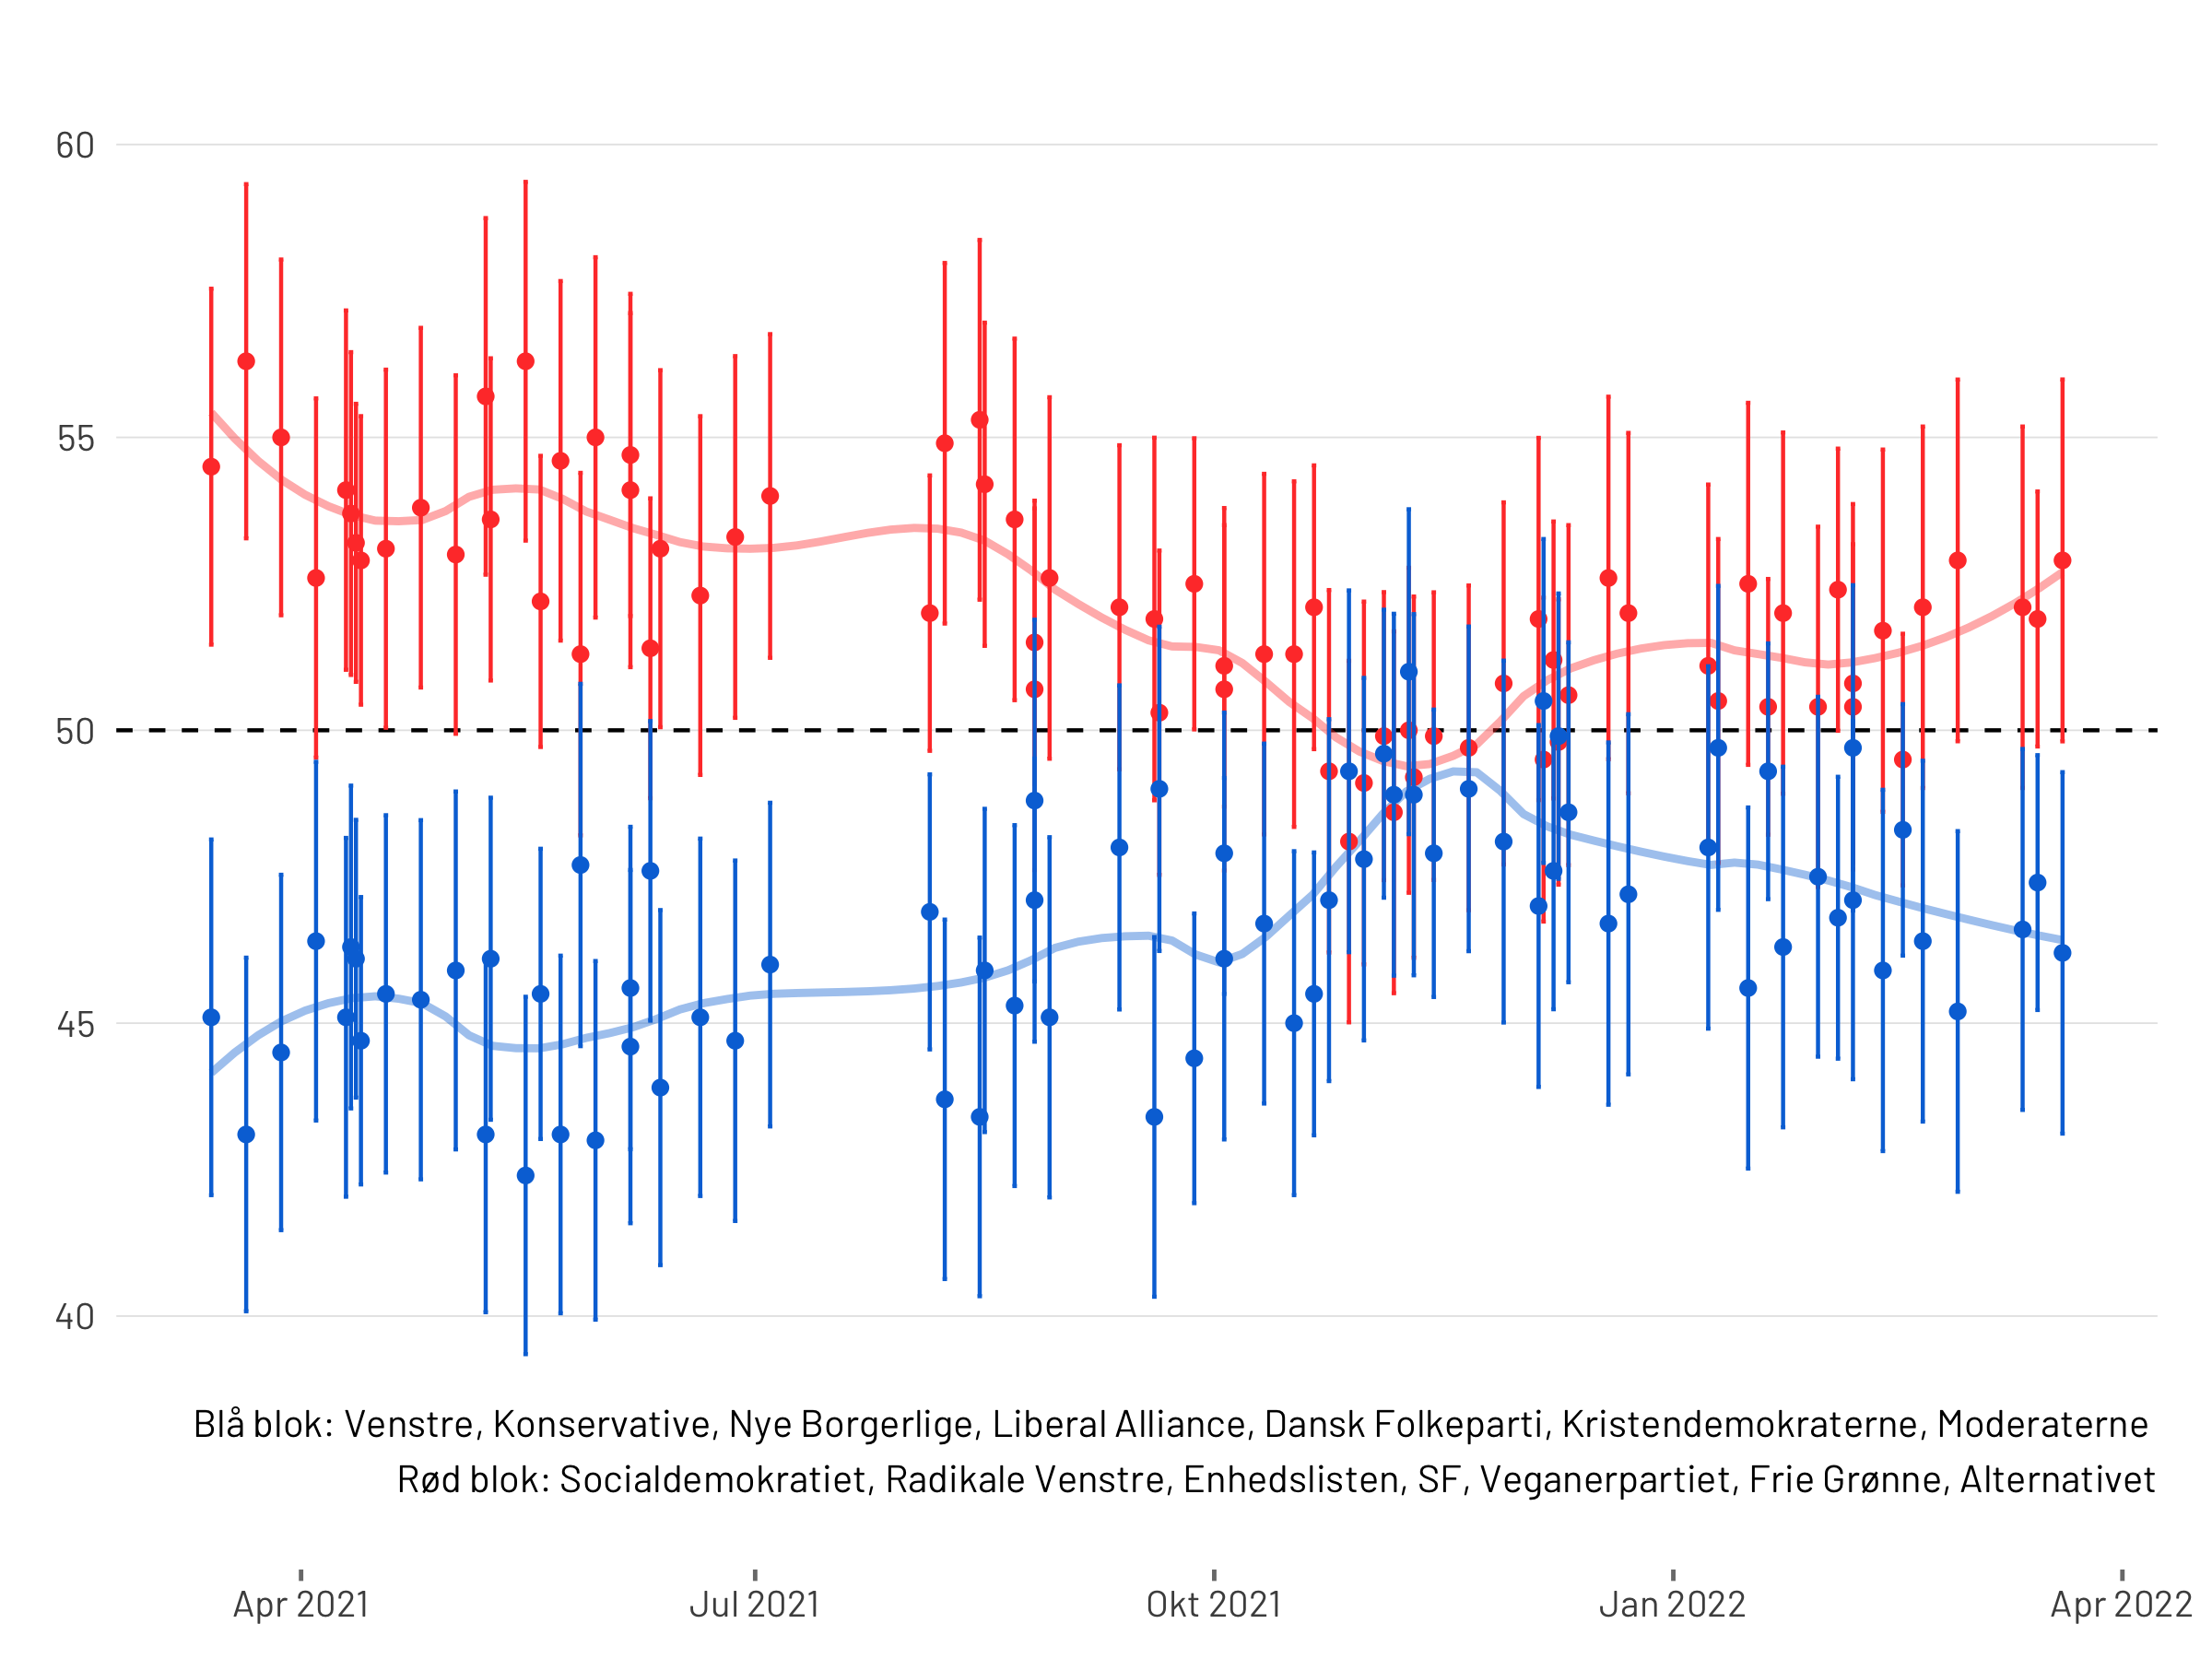 60
55
50
45
40
Blå blok: Venstre, Konservative, Nye Borgerlige, Liberal Alliance, Dansk Folkeparti, Kristendemokraterne, Moderaterne
Rød blok: Socialdemokratiet, Radikale Venstre, Enhedslisten, SF, Veganerpartiet, Frie Grønne, Alternativet
Apr 2021 Jul 2021 Okt 2021 Jan 2022 Apr 2022